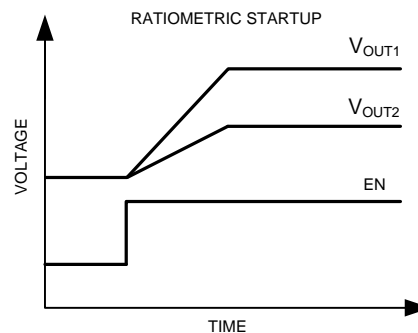 RATIOMETRIC STARTUP
VOUT1
VOUT2
EN
VOLTAGE
TIME